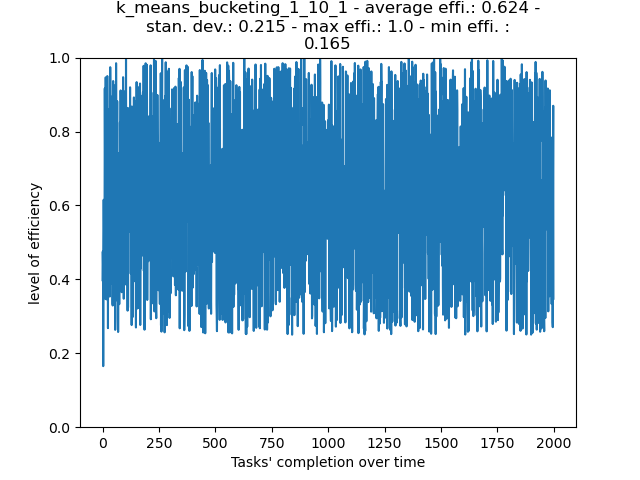 k_means_bucketing_1_10_1 - average effi.: 0.624 -
stan. dev.: 0.215 - max effi.: 1.0 - min effi. :
0.165
1.0
0.8
0.6
0.4
0.2
0.0
level of efficiency
0 250 500 750 1000 1250 1500 1750 2000
Tasks' completion over time